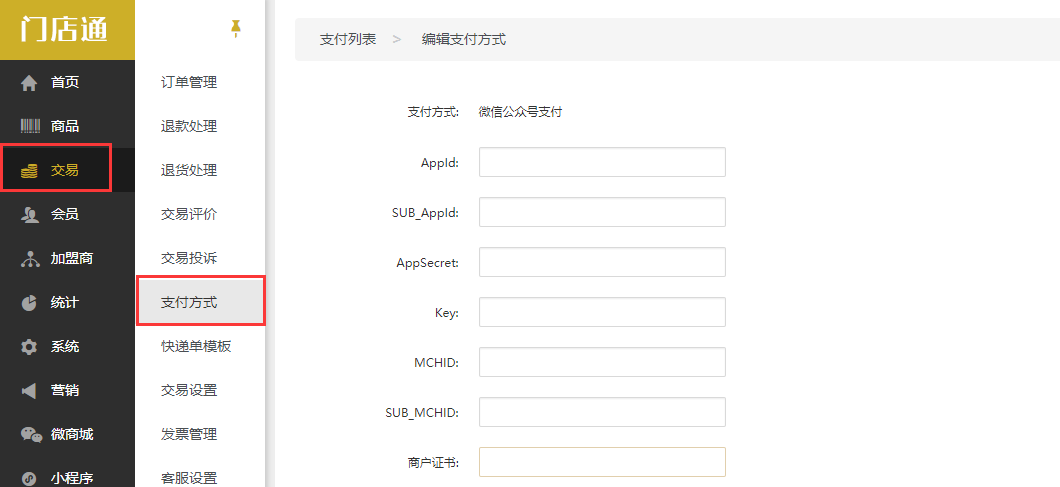 门店通
首页
商品
交易
会员
加盟商
统计
系统
营销
微商城
小程序
订单管理
退款处理
退货处理
交易评价
交易投诉
支付方式
快递单模板
交易设置
发票管理
客服设置
支付列表 > 编辑支付方式
支付方式: 微信公众号支付
AppId:
SUB_AppId:
AppSecret:
Key:
MCHID:
SUB_MCHID:
商户证书: